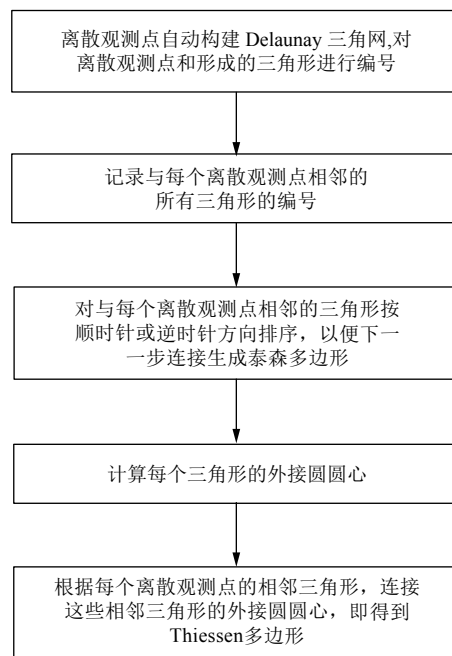 离散观测点自动构建 Delaunay 三角网,对
离散观测点和形成的三角形进行编号
记录与每个离散观测点相邻的
所有三角形的编号
对与每个离散观测点相邻的三角形按
顺时针或逆时针方向排序，以便下一
一步连接生成泰森多边形
计算每个三角形的外接圆圆心
根据每个离散观测点的相邻三角形，连接
这些相邻三角形的外接圆圆心，即得到
Thiessen多边形